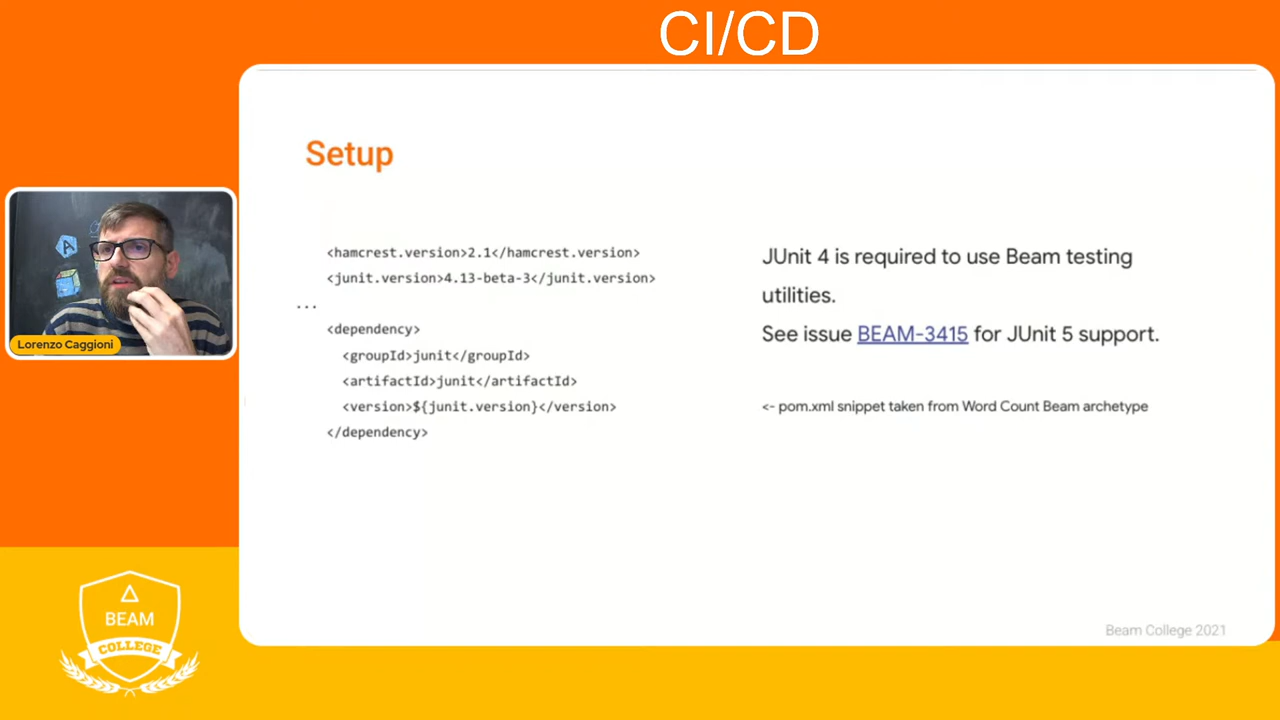 CI/CD
Setup
<hamcrest.version>2.1</hamcrest.version>
<junit.version>4.13-beta-3</junit.version>
...
<dependency>
<groupId>junit</groupId>
<artifactId>junit</artifactId>
<version>${junit.version}</version>
</dependency>
JUnit 4 is required to use Beam testing
utilities.
See issue BEAM-3415 for JUnit 5 support.
<- pom.xml snippet taken from Word Count Beam archetype
A
Lorenzo Caggioni
BEAM
COLLEGE
Beam College 2021